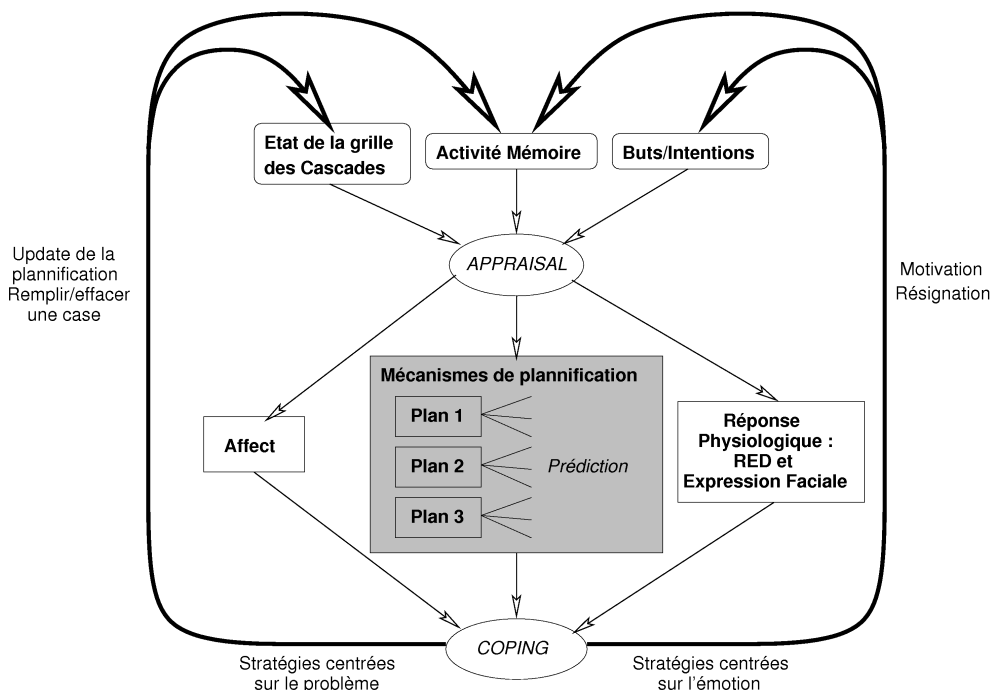 Etat de la grille
des Cascades
Activité Mémoire
Buts/Intentions
APPRAISAL
Update de la
plannification
Remplir/effacer
une case
Motivation
Résignation
Mécanismes de plannification
Plan 1
Plan 2
Plan 3
Prédiction
Affect
Réponse
Physiologique :
RED et
Expression Faciale
COPING
Stratégies centrées
sur le problème
Stratégies centrées
sur l'émotion